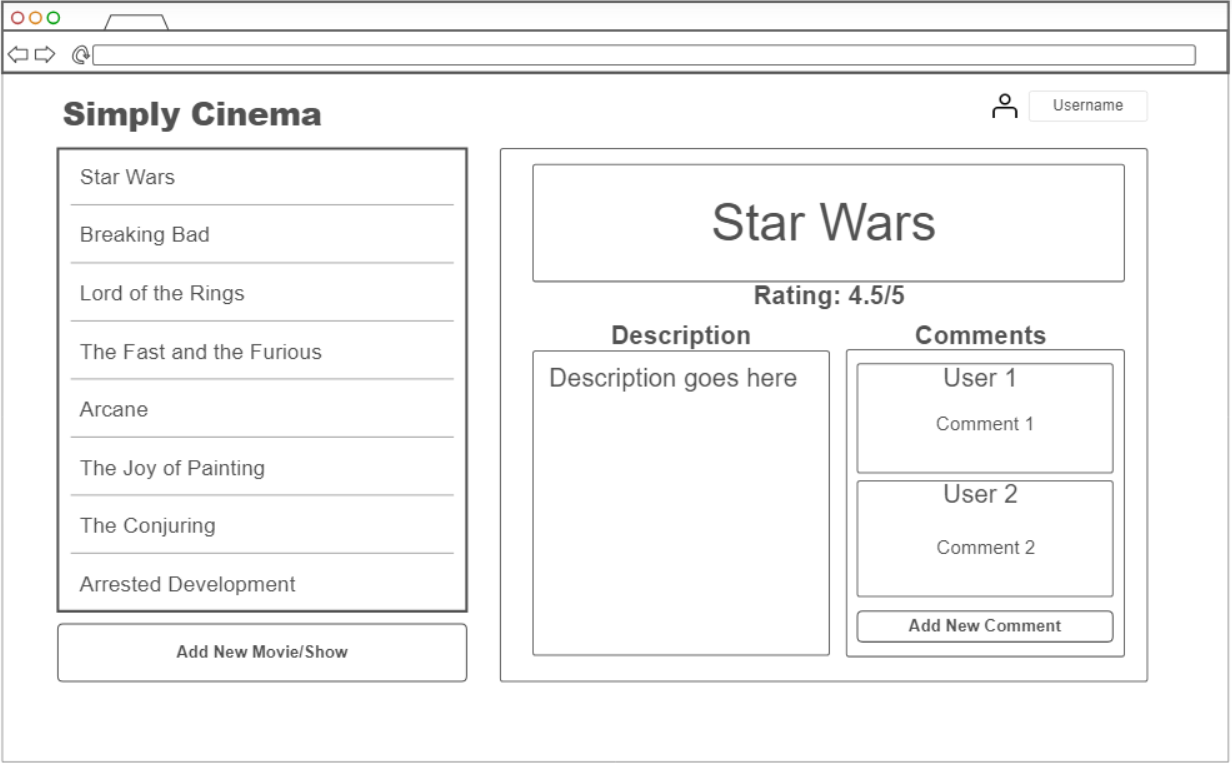 Simply Cinema
Username
Star Wars
Breaking Bad
Lord of the Rings
The Fast and the Furious
Arcane
The Joy of Painting
The Conjuring
Arrested Development
Add New Movie/Show
Star Wars
Rating: 4.5/5
Description
Description goes here
Comments
User 1
Comment 1
User 2
Comment 2
Add New Comment